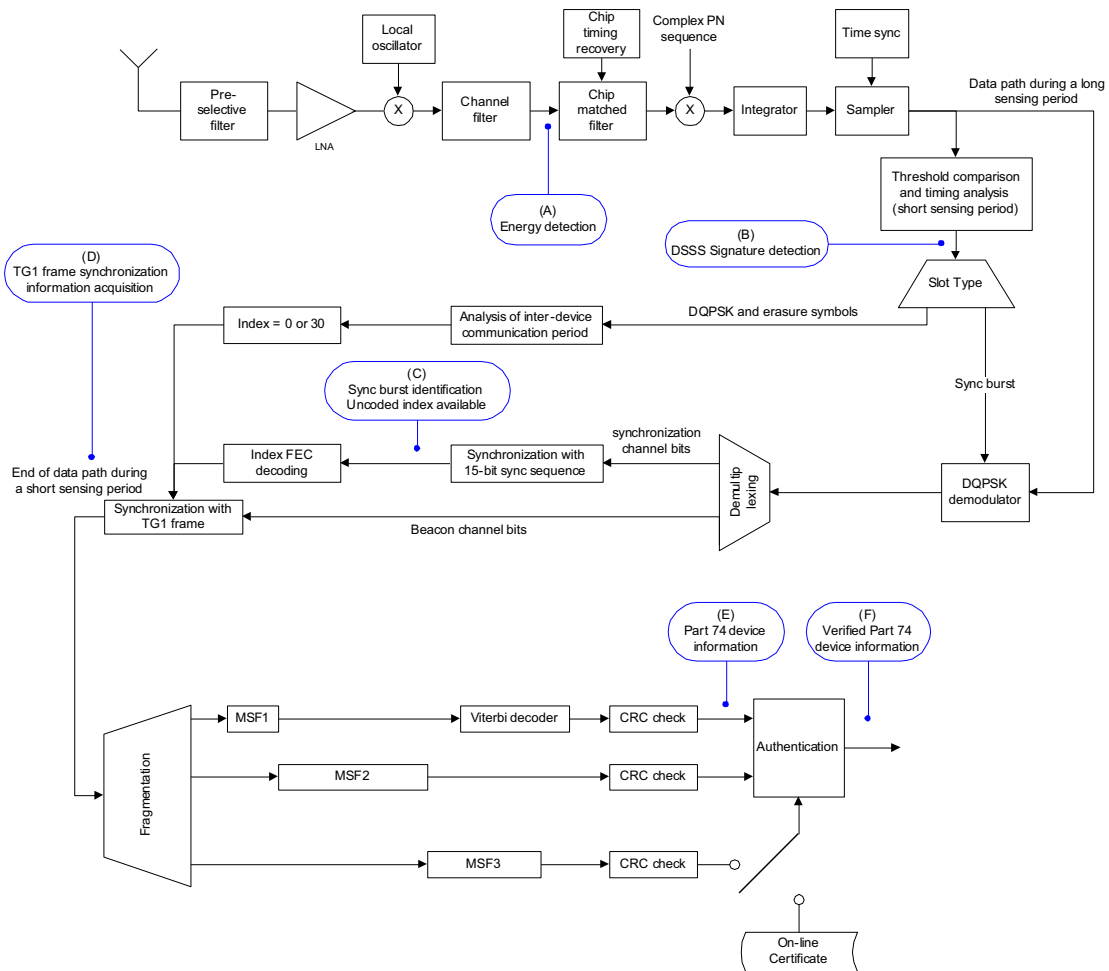 Local
oscillator
Chip
timing
recovery
Complex PN
sequence
Time sync
Data path during a long
sensing period
Pre-
selective
filter
LNA
X
Channel
filter
Chip
matched
filter
X
Integrator
Sampler
Threshold comparison
and timing analysis
(short sensing period)
(A)
Energy detection
(B)
DSSS Signature detection
(D)
TG1 frame synchronization
information acquisition
Slot Type
DQPSK and erasure symbols
Index = 0 or 30
Analysis of inter-device
communication period
(C)
Sync burst identification
Uncoded index available
Sync burst
synchronization
channel bits
End of data path during
a short sensing period
Index FEC
decoding
Synchronization with
15-bit sync sequence
Demultip
lexing
DQPSK
demodulator
Synchronization with
TG1 frame
Beacon channel bits
(E)
Part 74 device
information
(F)
Verified Part 74
device information
MSF1
Viterbi decoder
CRC check
Authentication
Fragmentation
MSF2
CRC check
MSF3
CRC check
On-line
Certificate